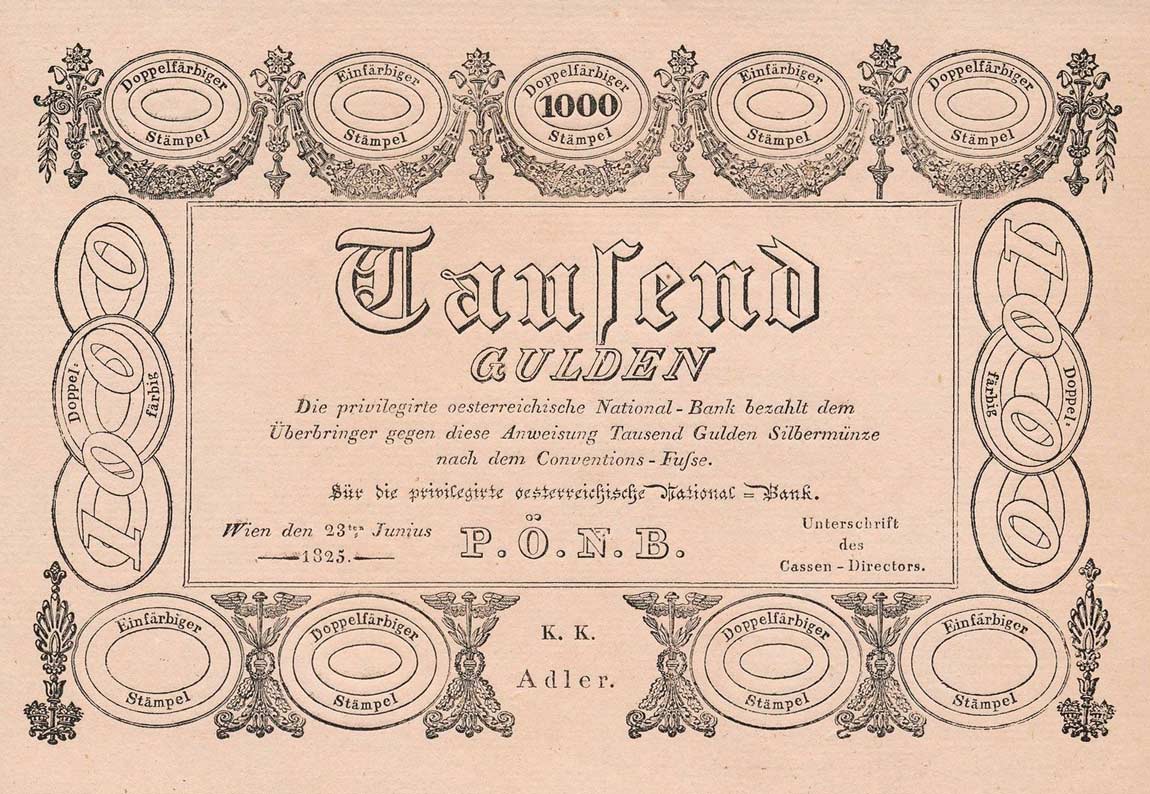 Doppelfärbiger Stämpel
Einfärbiger Stämpel
Doppelfärbiger 1000 Stämpel
Einfärbiger Stämpel
Doppelfärbiger Stämpel
1000
Doppel: färbig
1000
Doppel: färbig
Tauſend
GULDEN
Die privilegirte oesterreichische National-Bank bezahlt dem
Überbringer gegen diese Anweisung Tausend Gulden Silbermünze
nach dem Conventions-Fuſse.
Für die privilegirte oesterreichische National = Bank.
Wien den 23ten Junius
1825.
P. Ö. N. B.
Unterschrift
des
Cassen-Directors.
Einfärbiger Stämpel
Doppelfärbiger Stämpel
K. K.
Adler.
Doppelfärbiger Stämpel
Einfärbiger Stämpel